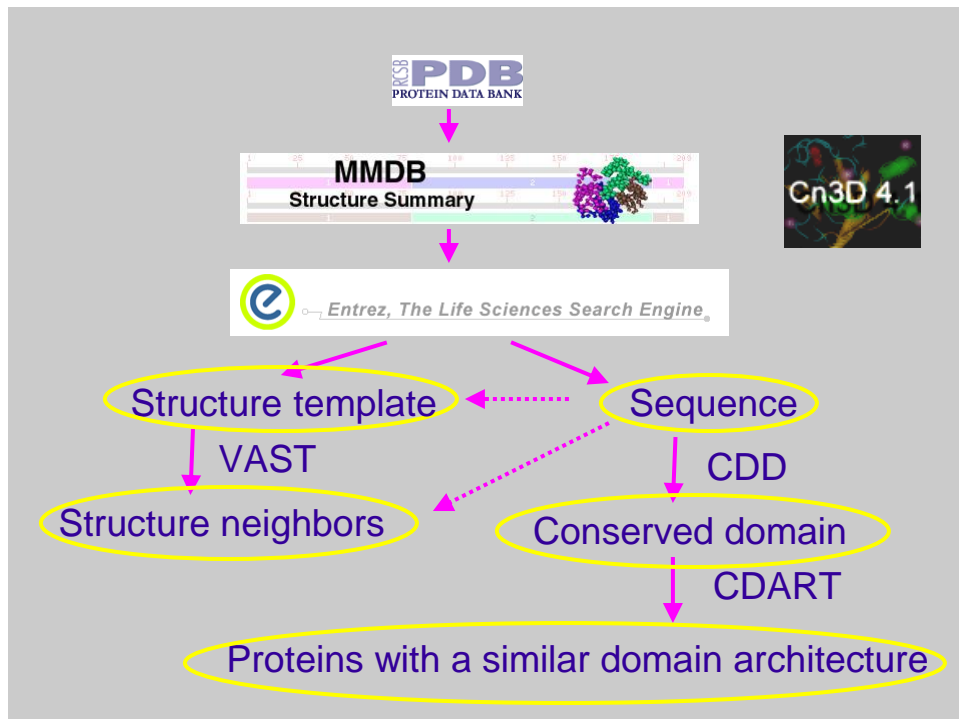 RCSB
PDB
PROTEIN DATA BANK
MMDB
Structure Summary
Cn3D 4.1
e
Entrez, The Life Sciences Search Engine
Structure template
Sequence
VAST
CDD
Structure neighbors
Conserved domain
CDART
Proteins with a similar domain architecture